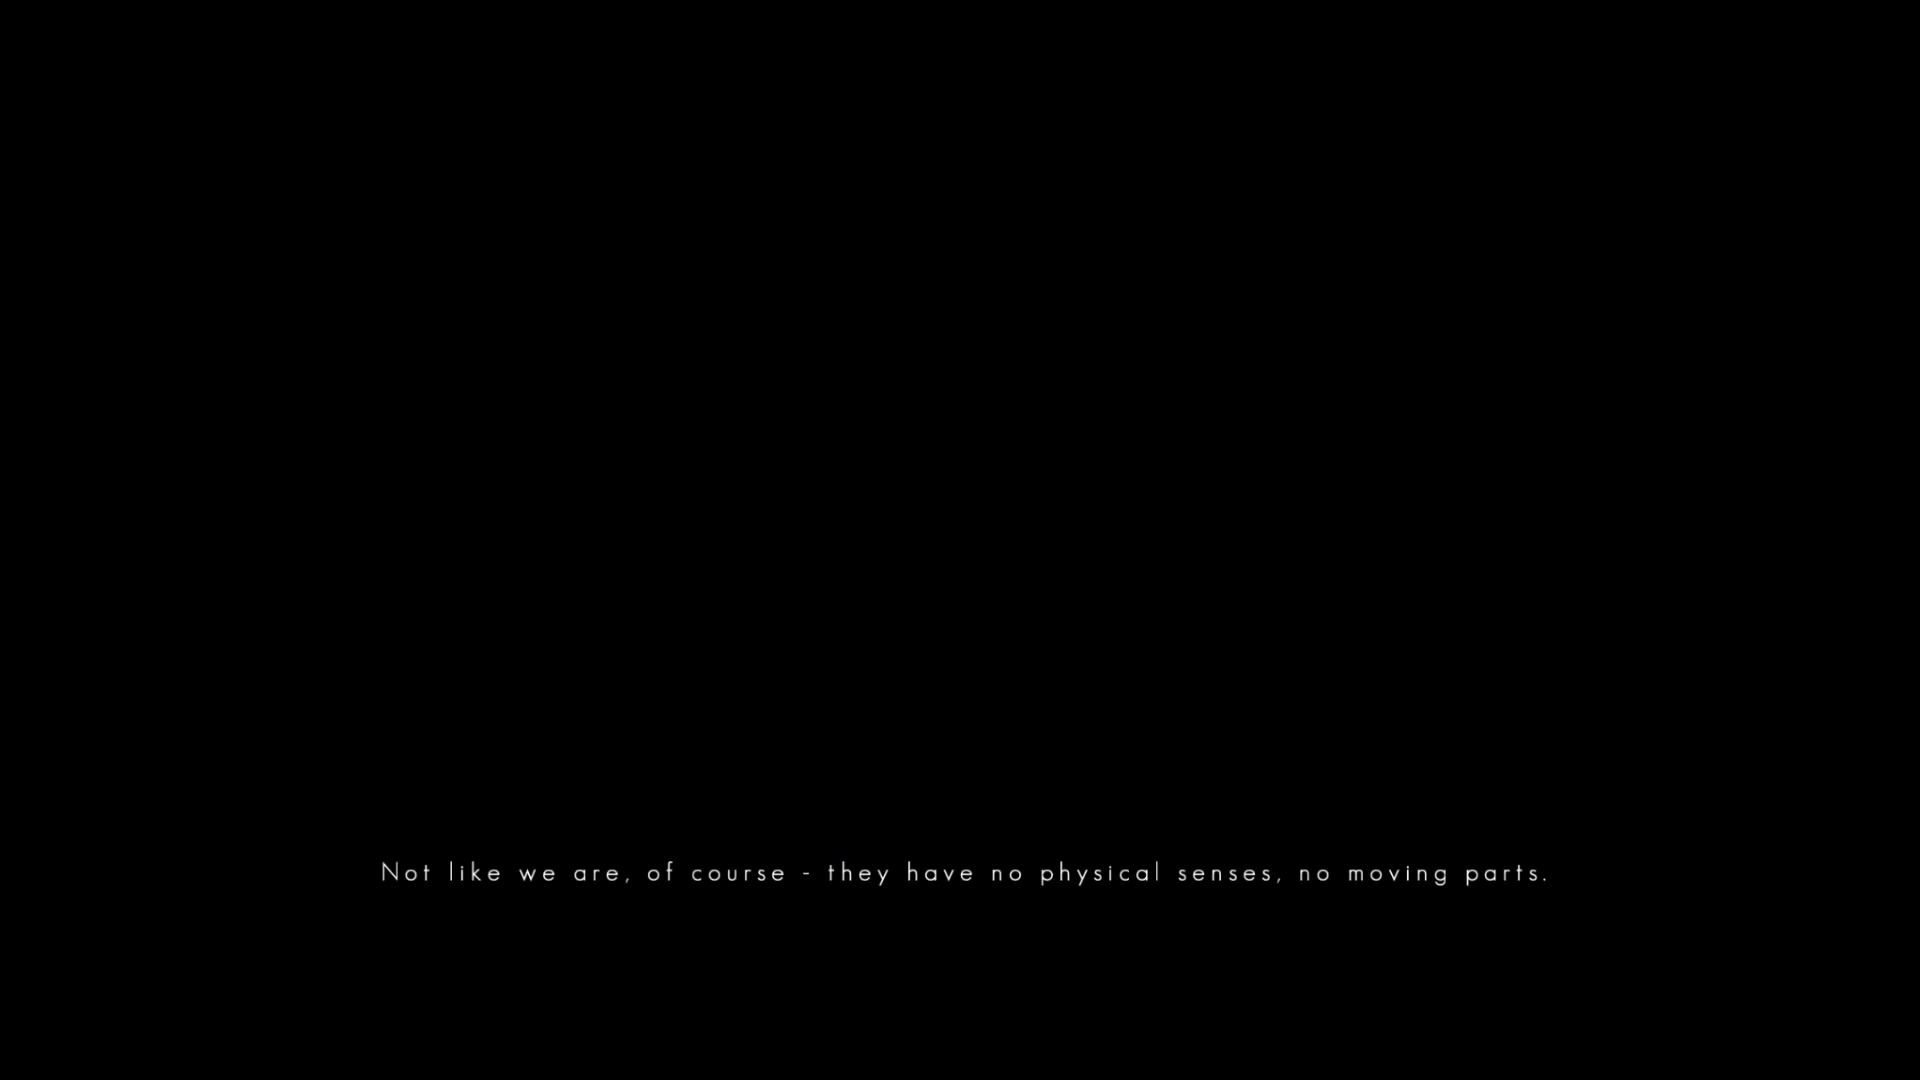 Not like we are, of course - they have no physical senses, no moving parts.